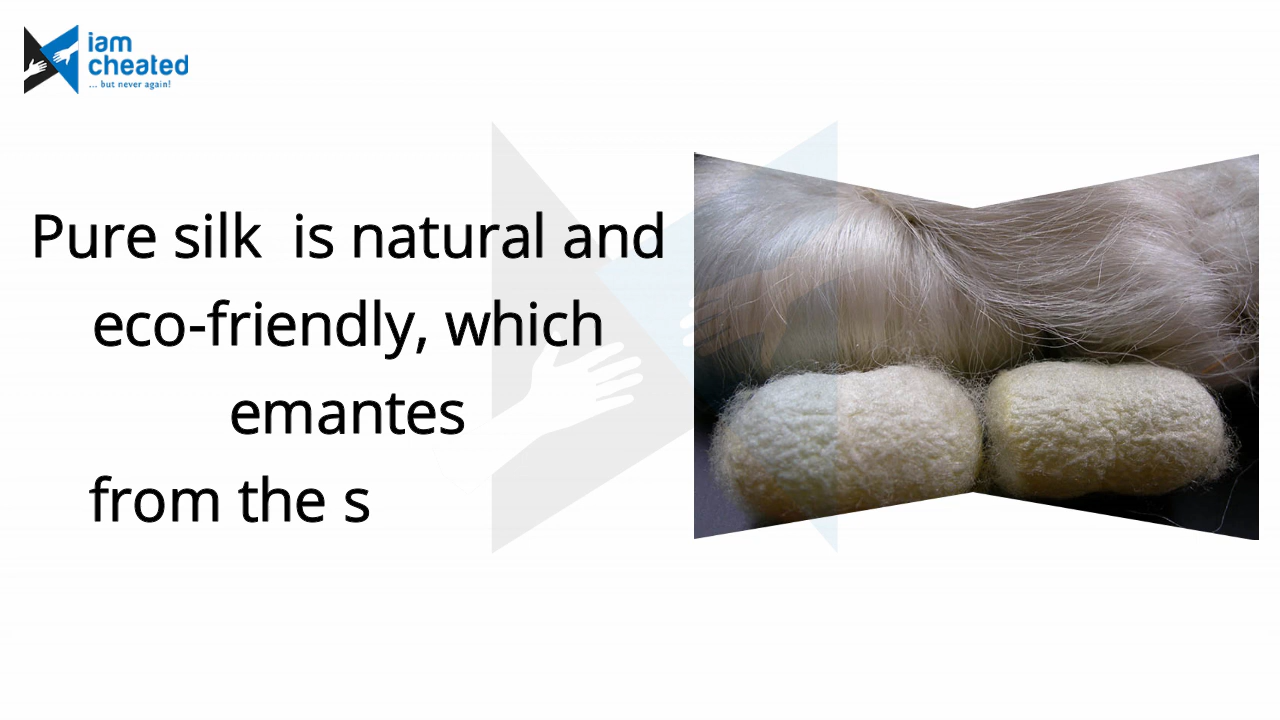 iam
cheated
... but never again!
Pure silk  is natural and
eco-friendly, which
emantes
from the s